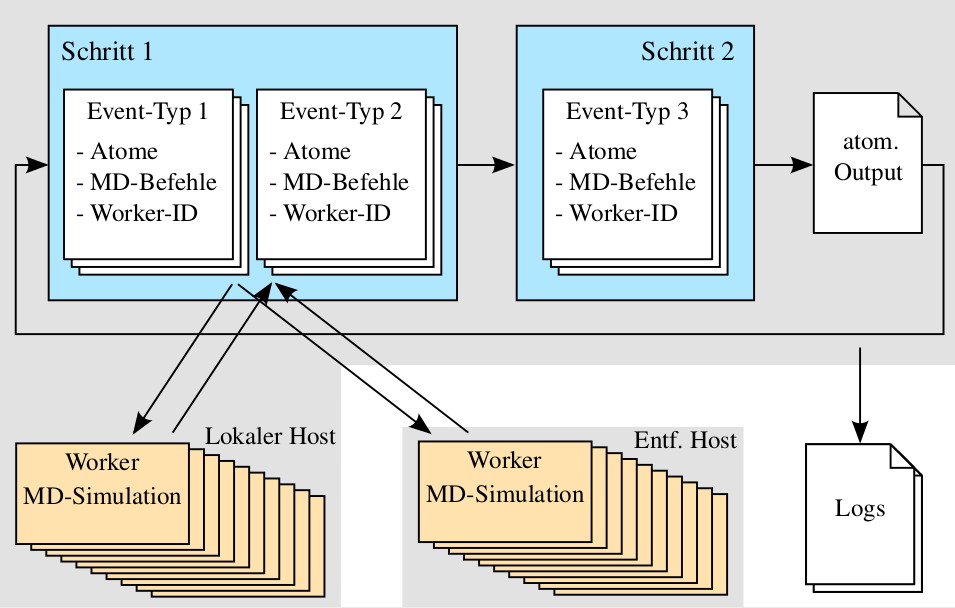 Schritt 1
Event-Typ 1
- Atome
- MD-Befehle
- Worker-ID
Event-Typ 2
- Atome
- MD-Befehle
- Worker-ID
Schritt 2
Event-Typ 3
- Atome
- MD-Befehle
- Worker-ID
atom.
Output
Lokaler Host
Worker
MD-Simulation
Entf. Host
Worker
MD-Simulation
Logs